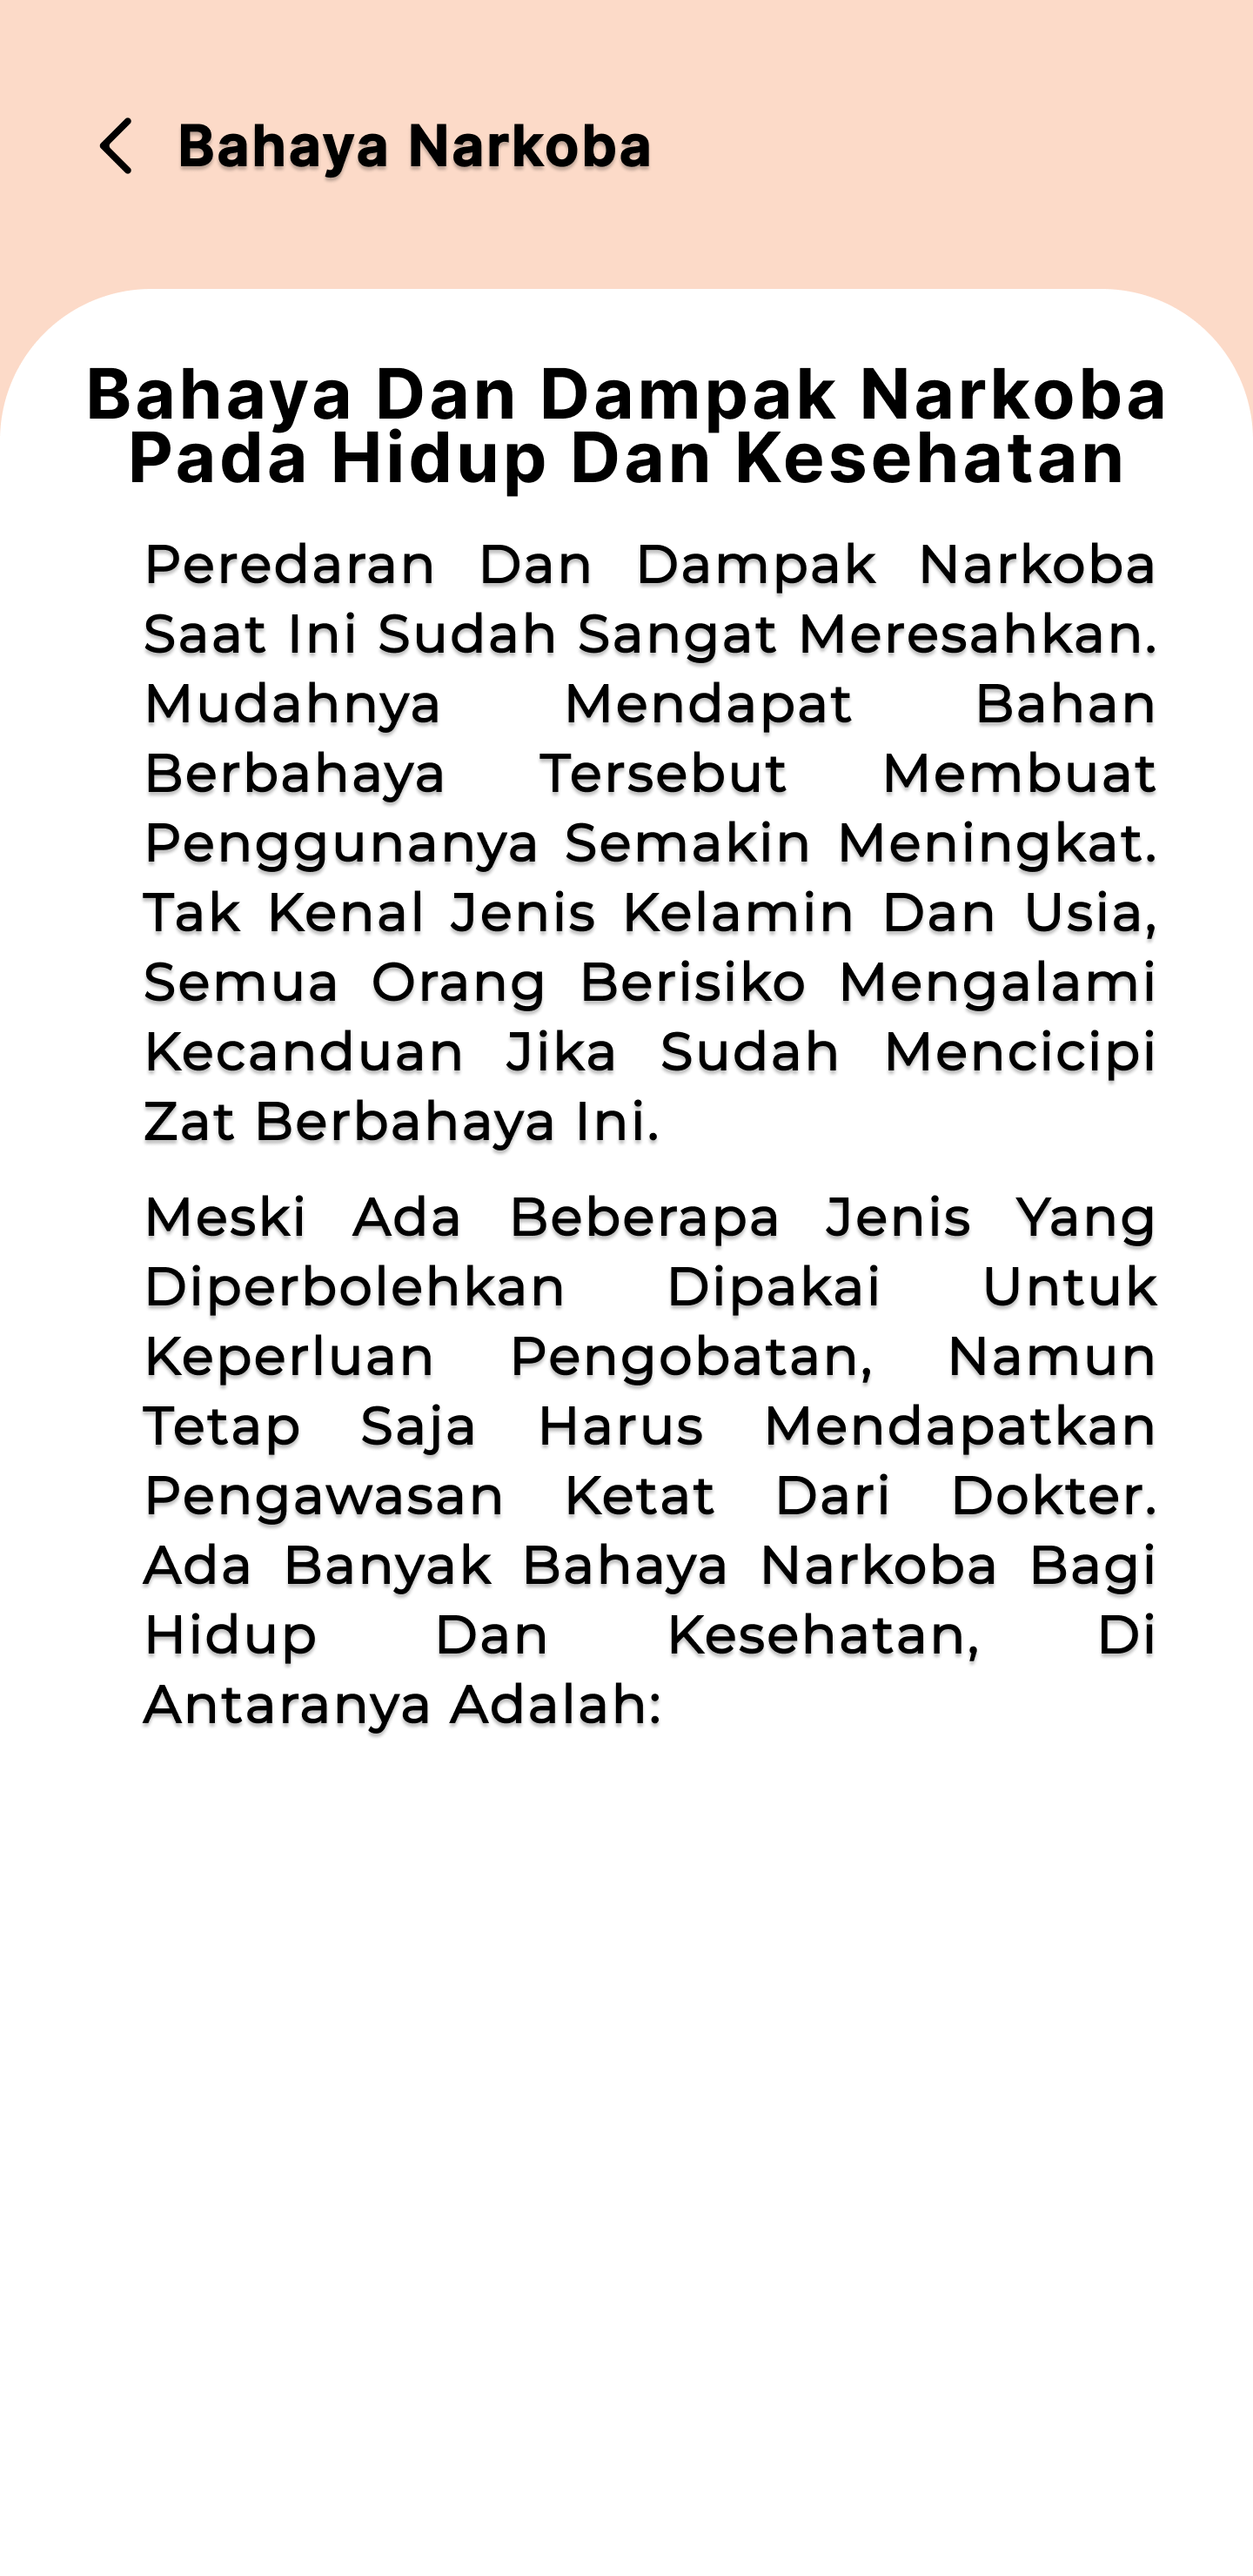 Bahaya Narkoba
Bahaya Dan Dampak Narkoba
Pada Hidup Dan Kesehatan
Peredaran Dan Dampak Narkoba
Saat Ini Sudah Sangat Meresahkan.
Mudahnya Mendapat Bahan
Berbahaya Tersebut Membuat
Penggunanya Semakin Meningkat.
Tak Kenal Jenis Kelamin Dan Usia,
Semua Orang Berisiko Mengalami
Kecanduan Jika Sudah Mencicipi
Zat Berbahaya Ini.
Meski Ada Beberapa Jenis Yang
Diperbolehkan Dipakai Untuk
Keperluan Pengobatan, Namun
Tetap Saja Harus Mendapatkan
Pengawasan Ketat Dari Dokter.
Ada Banyak Bahaya Narkoba Bagi
Hidup Dan Kesehatan, Di
Antaranya Adalah: